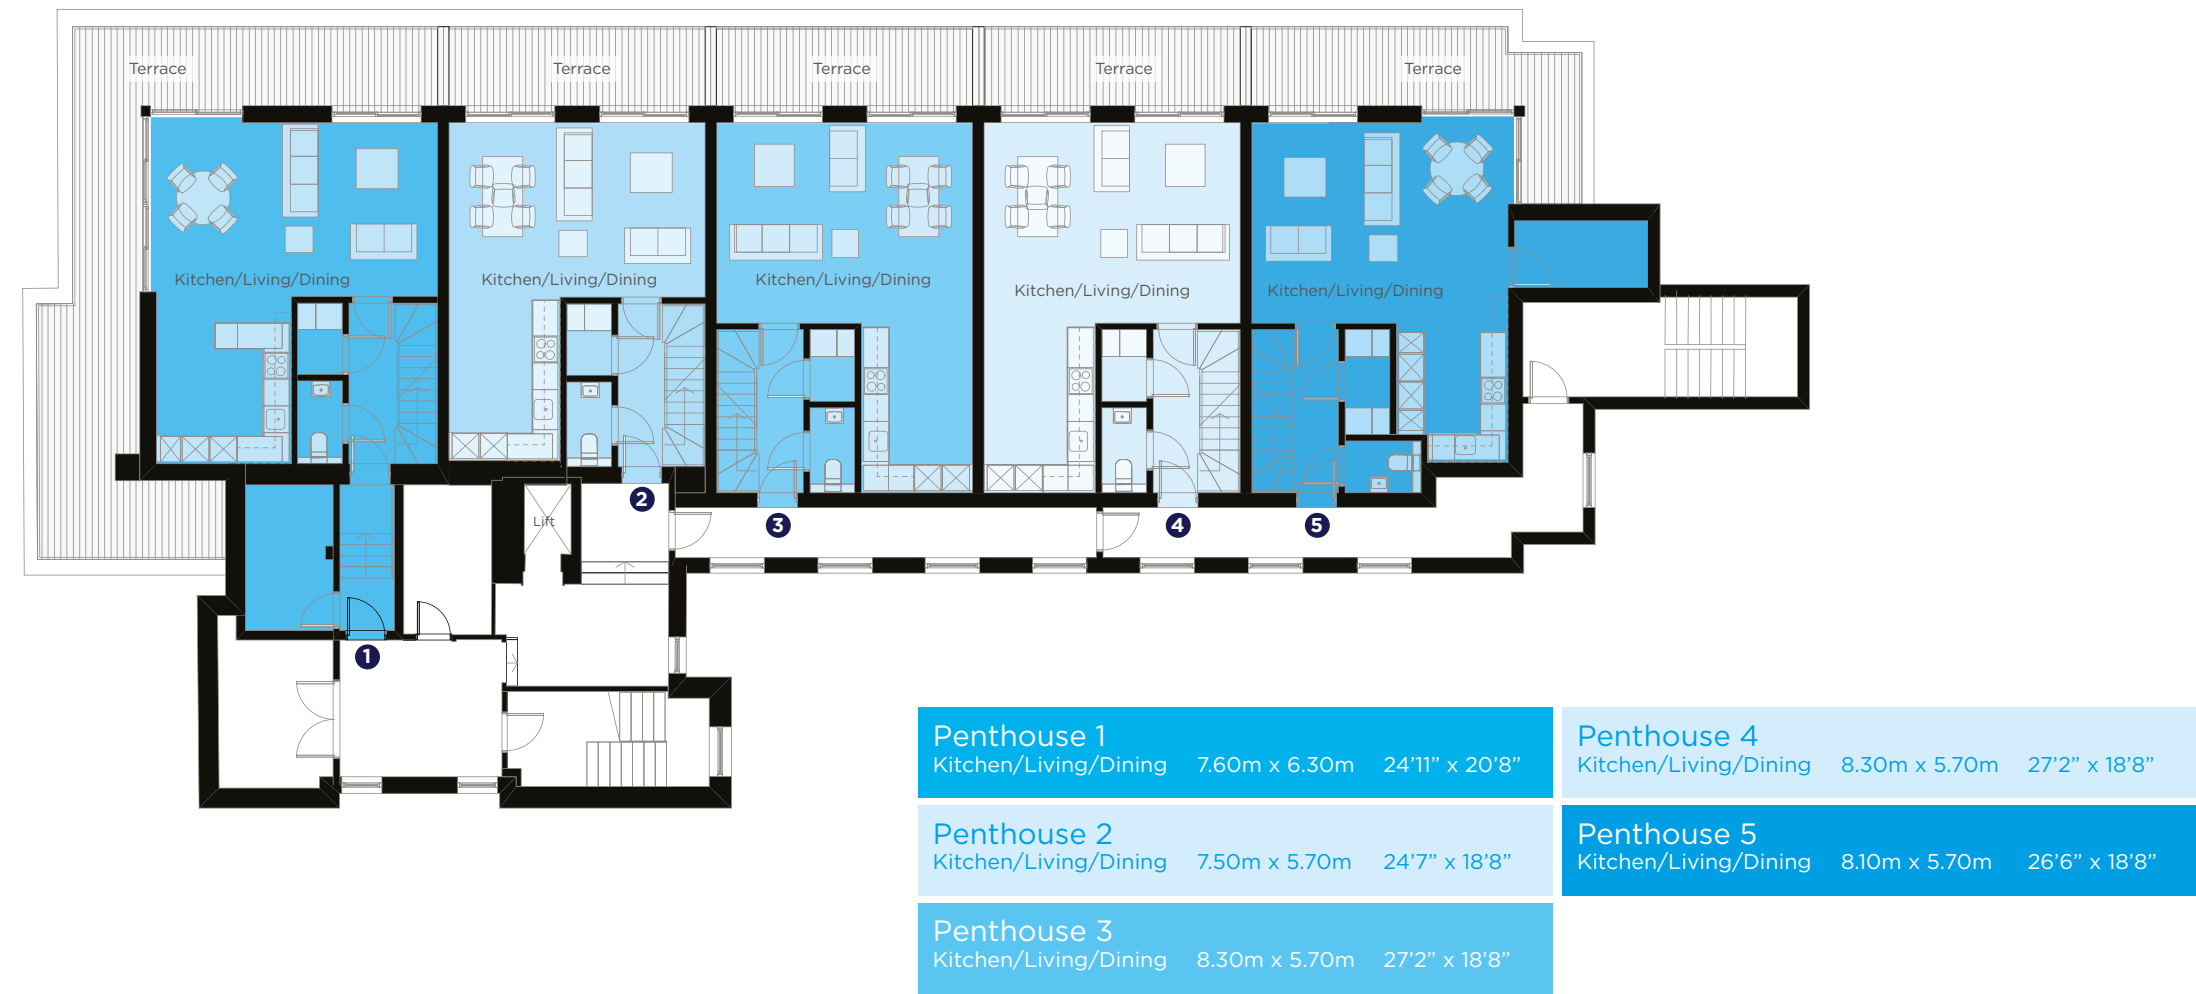 Terrace
Terrace
Terrace
Terrace
Terrace
Kitchen/Living/Dining
Kitchen/Living/Dining
Kitchen/Living/Dining
Kitchen/Living/Dining
Kitchen/Living/Dining
2
Lift
3
4
5
1
Penthouse 1
Kitchen/Living/Dining 7.60m x 6.30m 24'11” x 20'8”
Penthouse 2
Kitchen/Living/Dining 7.50m x 5.70m 24'7” x 18'8”
Penthouse 3
Kitchen/Living/Dining 8.30m x 5.70m 27'2” x 18'8”
Penthouse 4
Kitchen/Living/Dining 8.30m x 5.70m 27'2” x 18'8”
Penthouse 5
Kitchen/Living/Dining 8.10m x 5.70m 26'6” x 18'8”